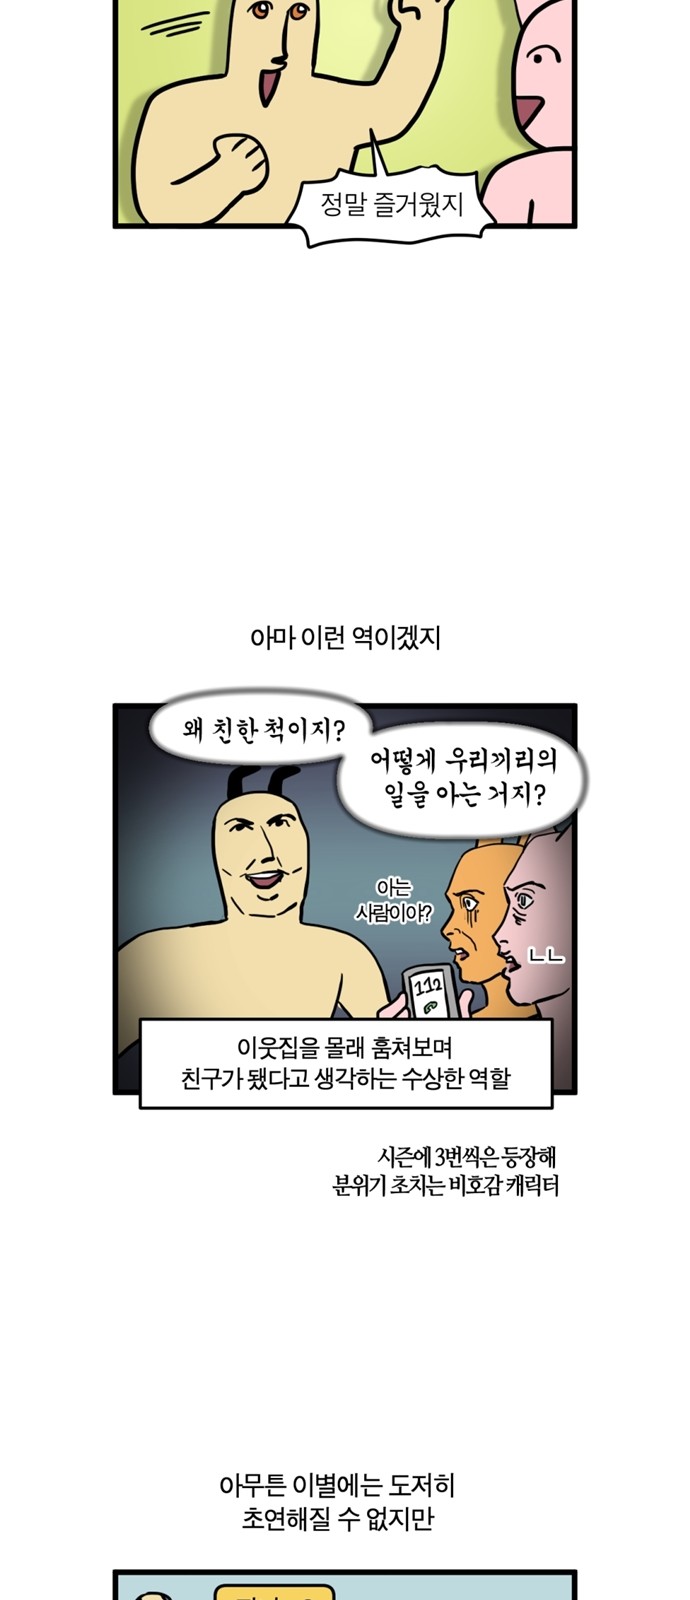 정말 즐거웠지
아마 이런 역이겠지
왜 친한 척이지?
어떻게 우리끼리의
일을 아는 거지?
아는
사람이야?
ㄴㄴ
112
이웃집을 몰래 훔쳐보며
친구가 됐다고 생각하는 수상한 역할
시즌에 3번씩은 등장해
분위기 초치는 비호감 캐릭터
아무튼 이별에는 도저히
초연해질 수 없지만